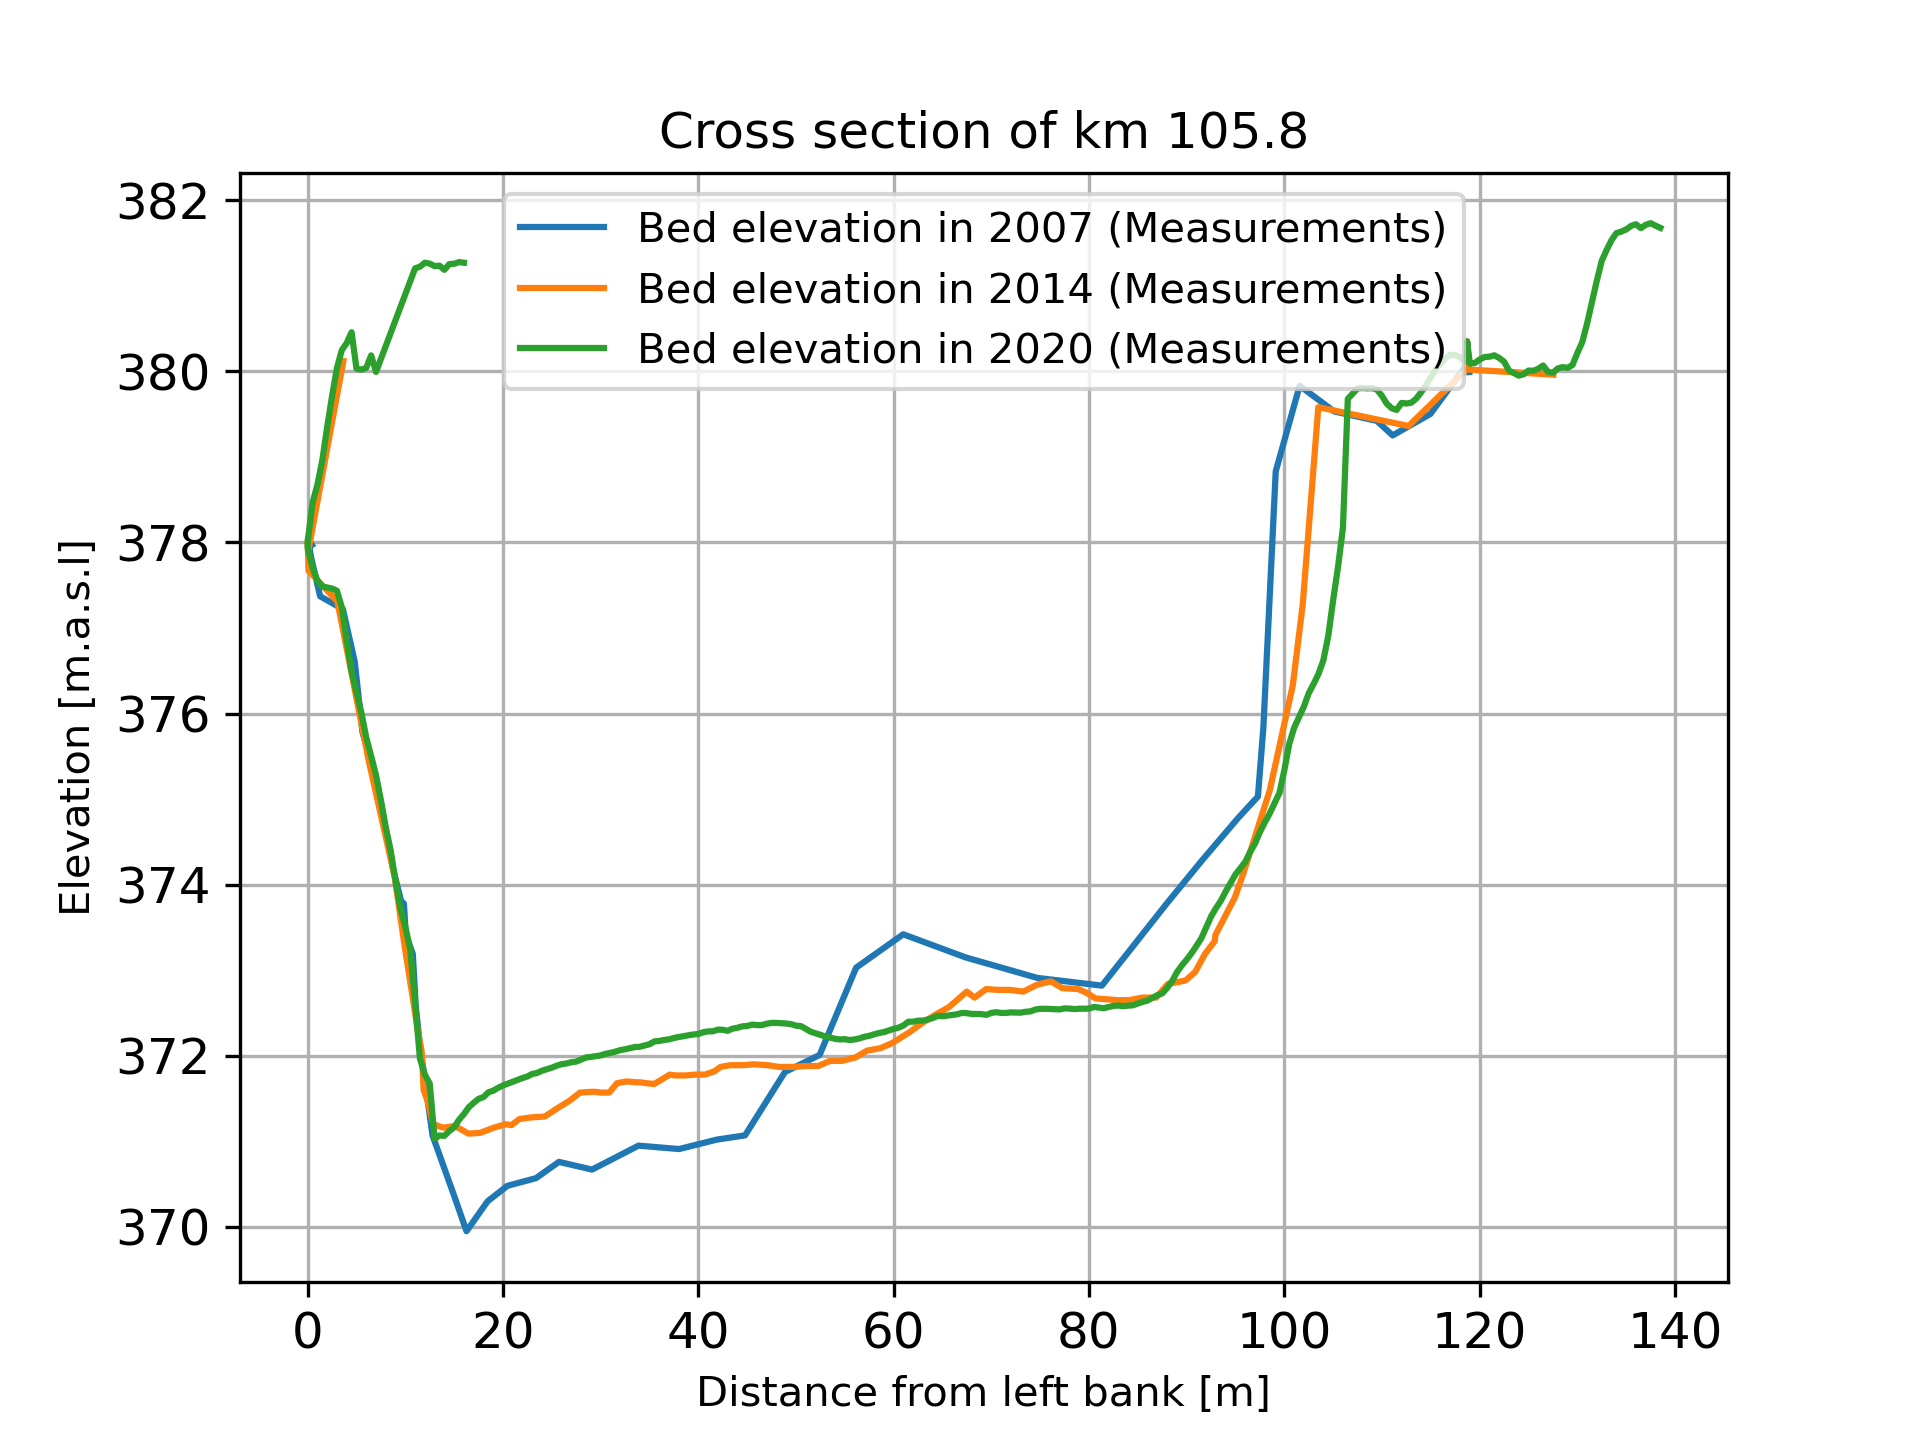 Cross section of km 105.8
382
380
378
376
374
372
370
Elevation [m.a.s.l]
Bed elevation in 2007 (Measurements)
Bed elevation in 2014 (Measurements)
Bed elevation in 2020 (Measurements)
0 20 40 60 80 100 120 140
Distance from left bank [m]